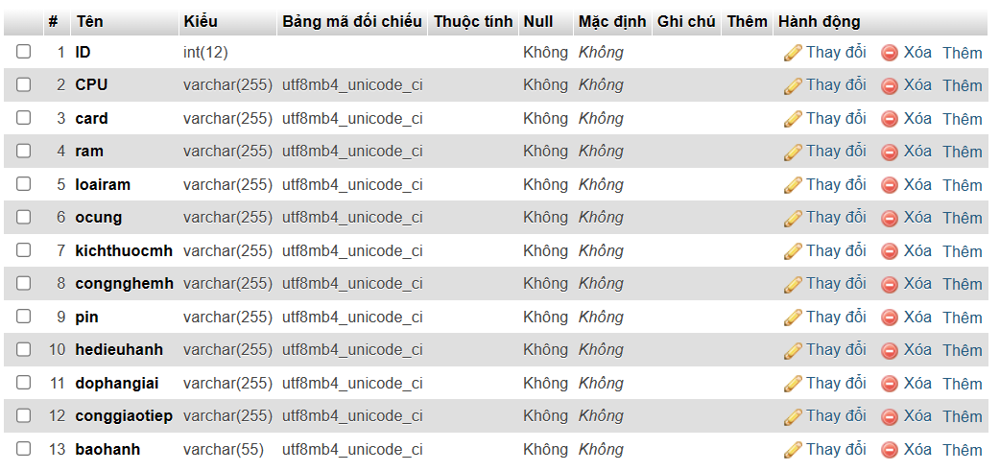 # Tên Kiểu Bảng mã đối chiếu Thuộc tính Null Mặc định Ghi chú Thêm Hành động
1 ID int(12) Không Không Thay đổi Xóa Thêm
2 CPU varchar(255) utf8mb4_unicode_ci Không Không Thay đổi Xóa Thêm
3 card varchar(255) utf8mb4_unicode_ci Không Không Thay đổi Xóa Thêm
4 ram varchar(255) utf8mb4_unicode_ci Không Không Thay đổi Xóa Thêm
5 loairam varchar(255) utf8mb4_unicode_ci Không Không Thay đổi Xóa Thêm
6 ocung varchar(255) utf8mb4_unicode_ci Không Không Thay đổi Xóa Thêm
7 kichthuocmh varchar(255) utf8mb4_unicode_ci Không Không Thay đổi Xóa Thêm
8 congnghemh varchar(255) utf8mb4_unicode_ci Không Không Thay đổi Xóa Thêm
9 pin varchar(255) utf8mb4_unicode_ci Không Không Thay đổi Xóa Thêm
10 hedieuhanh varchar(255) utf8mb4_unicode_ci Không Không Thay đổi Xóa Thêm
11 dophangiai varchar(255) utf8mb4_unicode_ci Không Không Thay đổi Xóa Thêm
12 conggiaotiep varchar(255) utf8mb4_unicode_ci Không Không Thay đổi Xóa Thêm
13 baohanh varchar(55) utf8mb4_unicode_ci Không Không Thay đổi Xóa Thêm